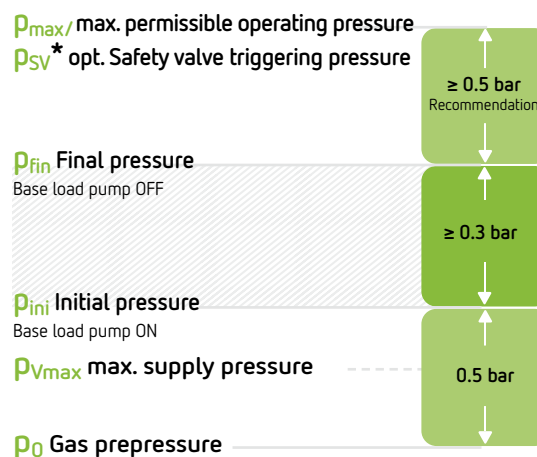 pmax/ max. permissible operating pressure
pSV* opt. Safety valve triggering pressure
≥ 0.5 bar
Recommendation
pfin Final pressure
Base load pump OFF
≥ 0.3 bar
pini Initial pressure
Base load pump ON
pVmax max. supply pressure
0.5 bar
p0 Gas prepressure